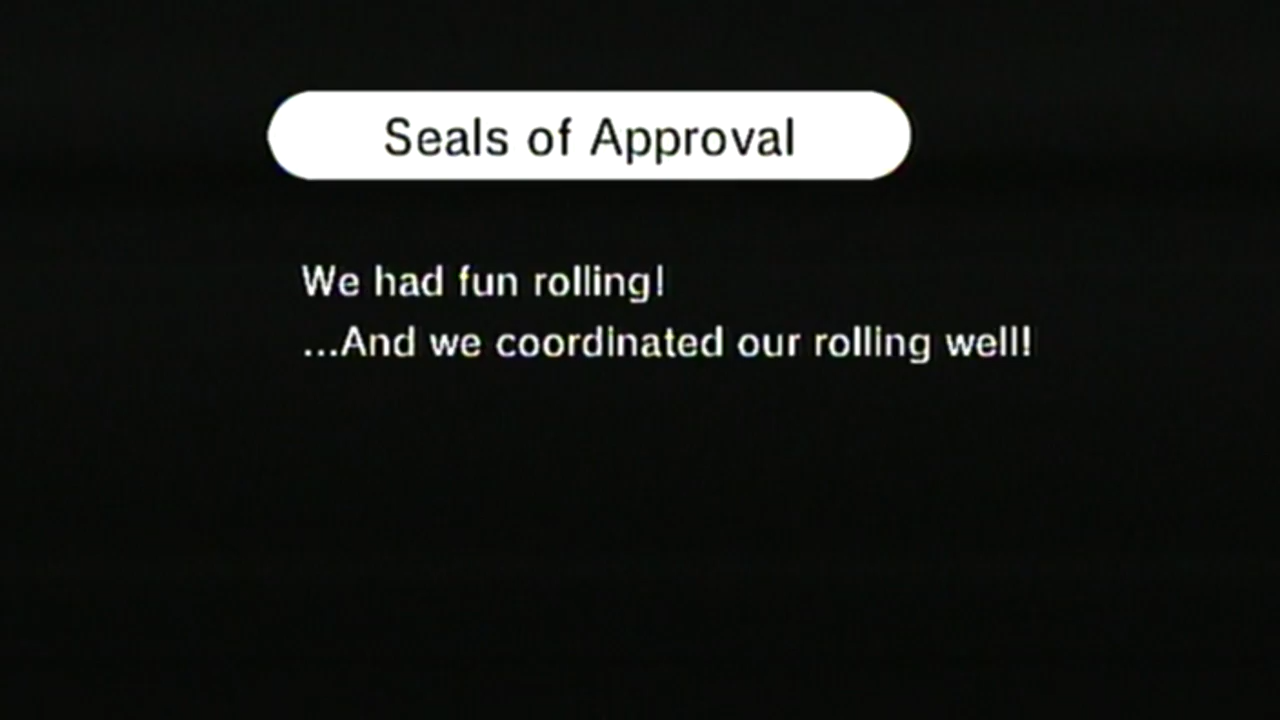 Seals of Approval
We had fun rolling!
...And we coordinated our rolling well!